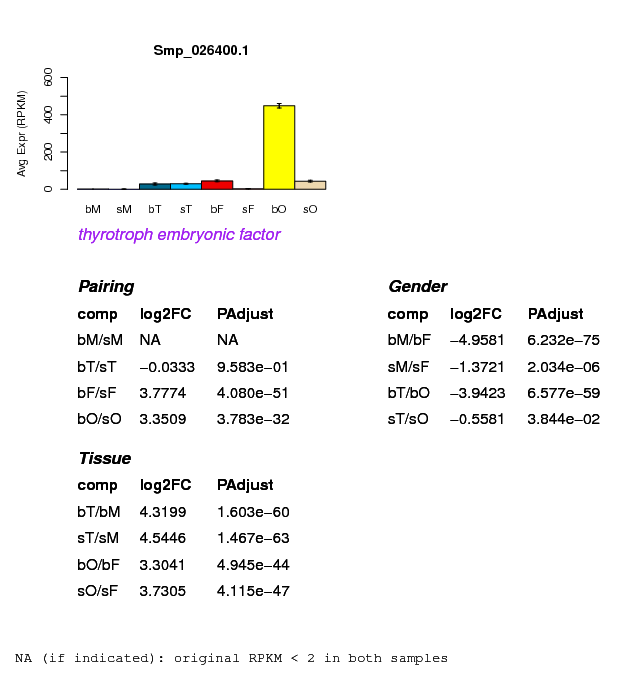 Smp_026400.1
Avg Expr (RPKM)
600
400
200
0
bM sM bT sT bF sF bO sO
thyrotroph embryonic factor
Pairing
comp log2FC PAdjust
bM/sM NA NA
bT/sT −0.0333 9.583e−01
bF/sF 3.7774 4.080e−51
bO/sO 3.3509 3.783e−32
Gender
comp log2FC PAdjust
bM/bF −4.9581 6.232e−75
sM/sF −1.3721 2.034e−06
bT/bO −3.9423 6.577e−59
sT/sO −0.5581 3.844e−02
Tissue
comp log2FC PAdjust
bT/bM 4.3199 1.603e−60
sT/sM 4.5446 1.467e−63
bO/bF 3.3041 4.945e−44
sO/sF 3.7305 4.115e−47
NA (if indicated): original RPKM < 2 in both samples